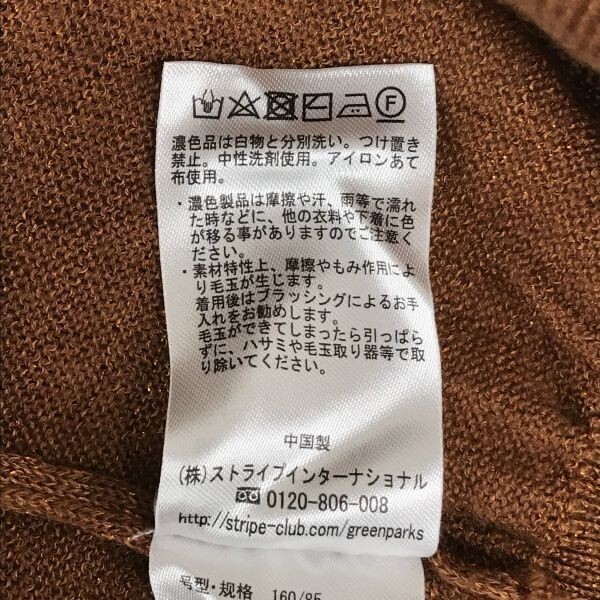 濃色品は白物と分別洗い。つけ置き
禁止。中性洗剤使用。アイロンあて
布使用。
・濃色製品は摩擦や汗、雨等で濡れ
た時などに、他の衣料や下着に色
が移る事がありますのでご注意く
ださい。
・素材特性上、摩擦やもみ作用によ
り毛玉が生じます。
着用後はブラッシングによるお手
入れをお勧めします。
毛玉ができてしまったら引っぱら
ずに、ハサミや毛玉取り器等で取
り除いてください。
中国製
(株)ストライプインターナショナル
0120-806-008
http://stripe-club.com/greenparks
号型・规格 160/85